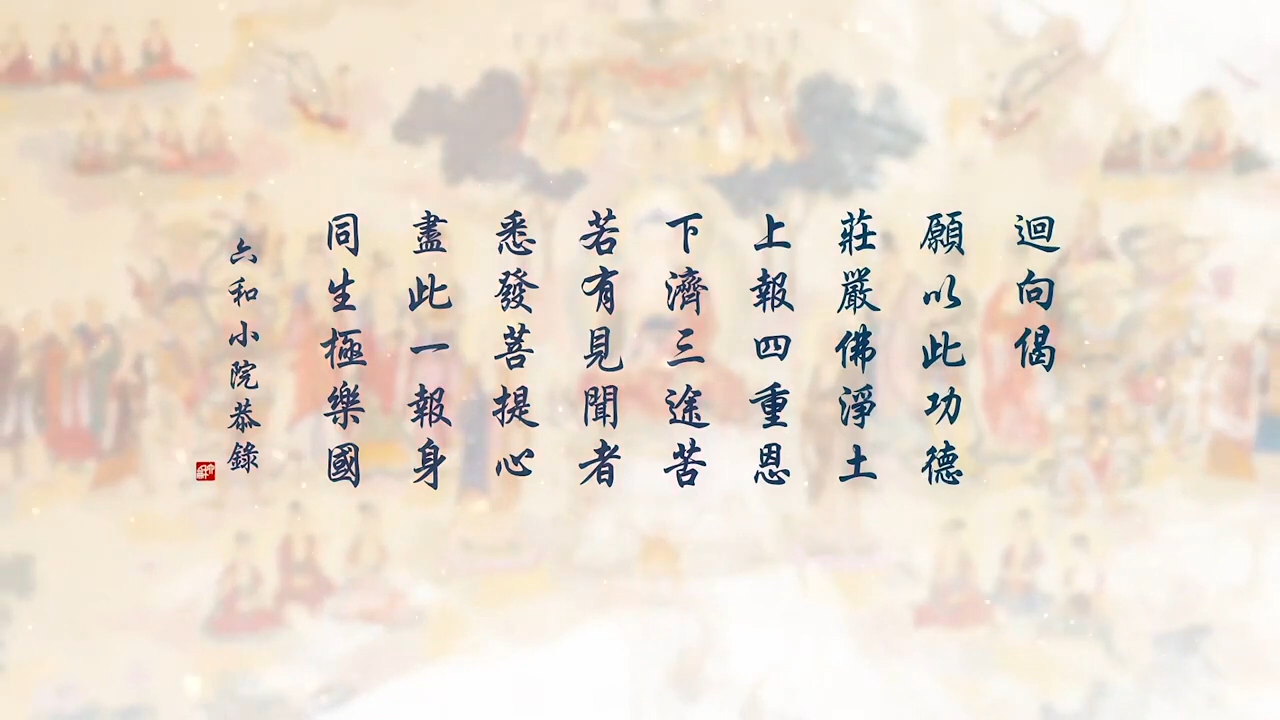 迴向偈
願以此功德
莊嚴佛淨土
上報四重恩
下濟三途苦
若有見聞者
悉發菩提心
盡此一報身
同生極樂國
六和小院恭錄